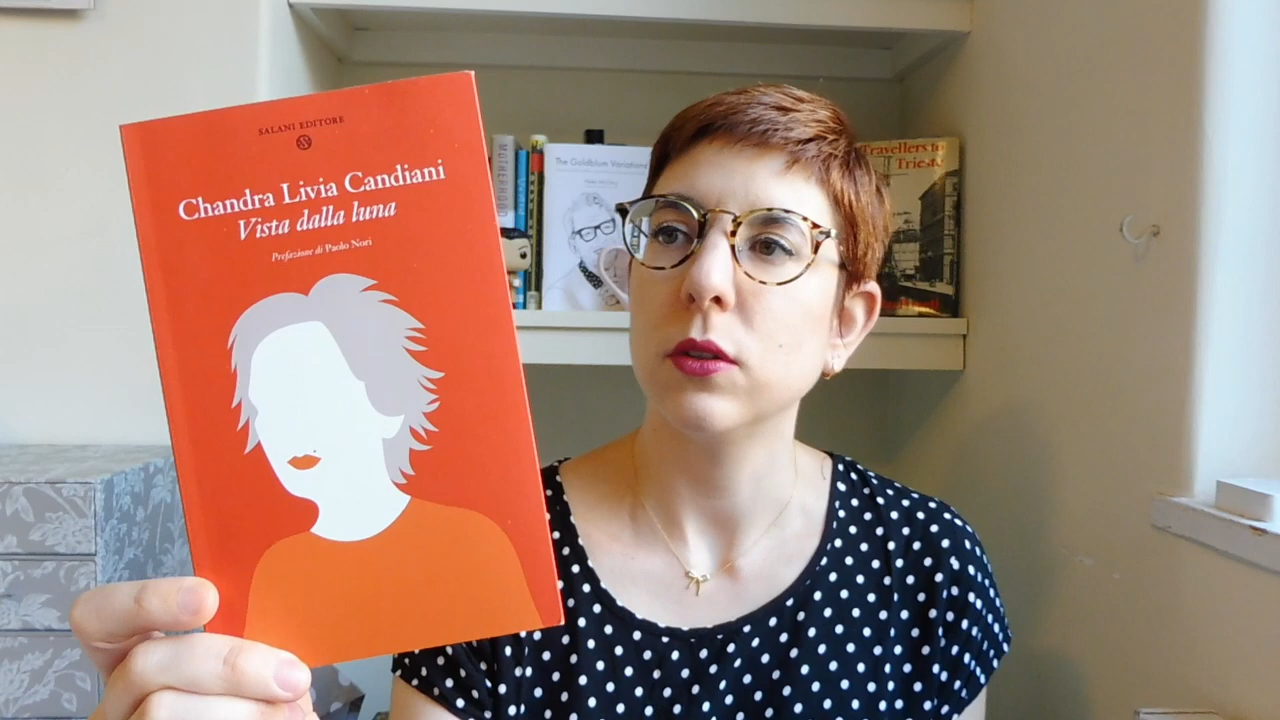 SALANI EDITORE
Chandra Livia Candiani
Vista dalla luna
Prefazione di Paolo Nori
MOTHERHOOD
The Goldblum Variations
Travellers to
Trieste